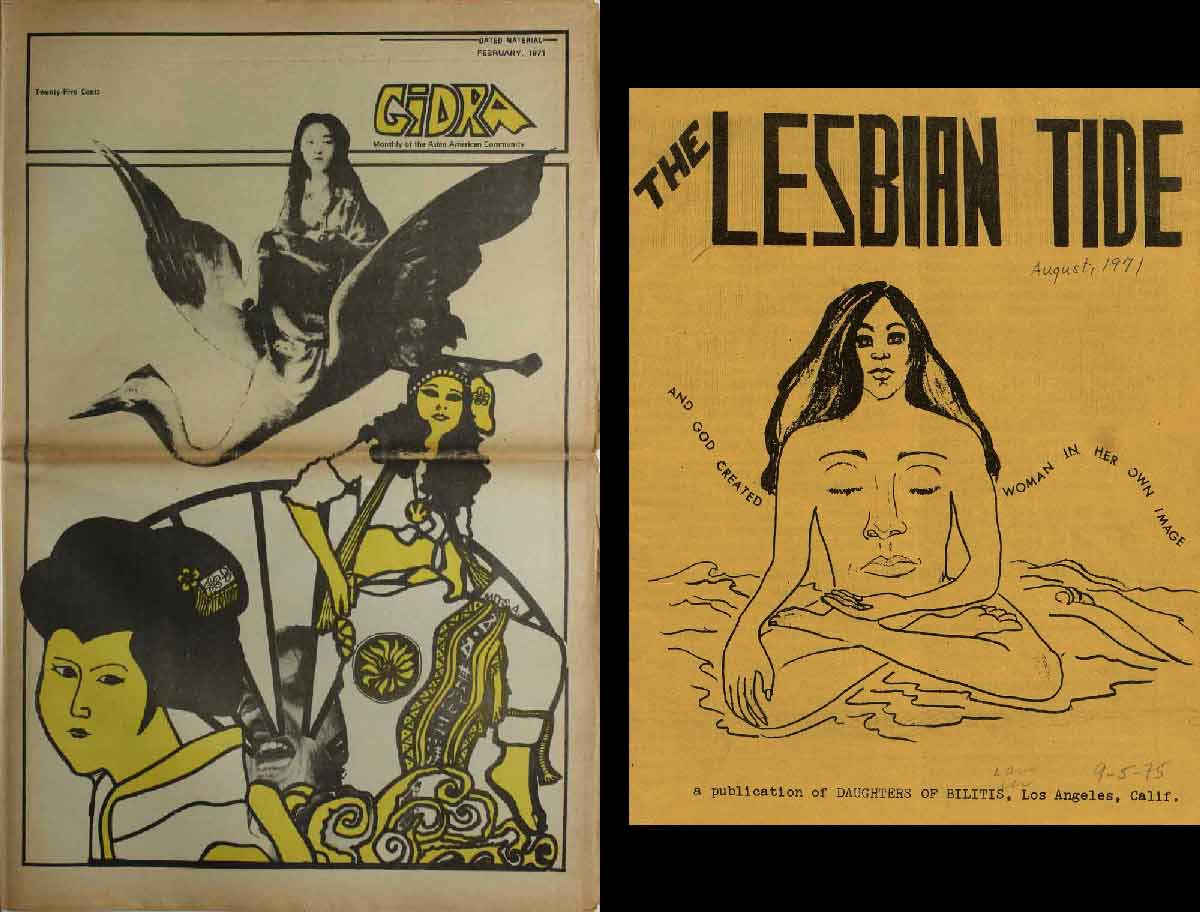 DATED MATERIAL
FEBRUARY, 1971
Twenty-Five Cents
GIDRA
Monthly of the Asian American Community
THE LESBIAN TIDE
August, 1971
AND GOD CREATED
WOMAN IN HER OWN IMAGE
9-5-75
a publication of DAUGHTERS OF BILITIS, Los Angeles, Calif.